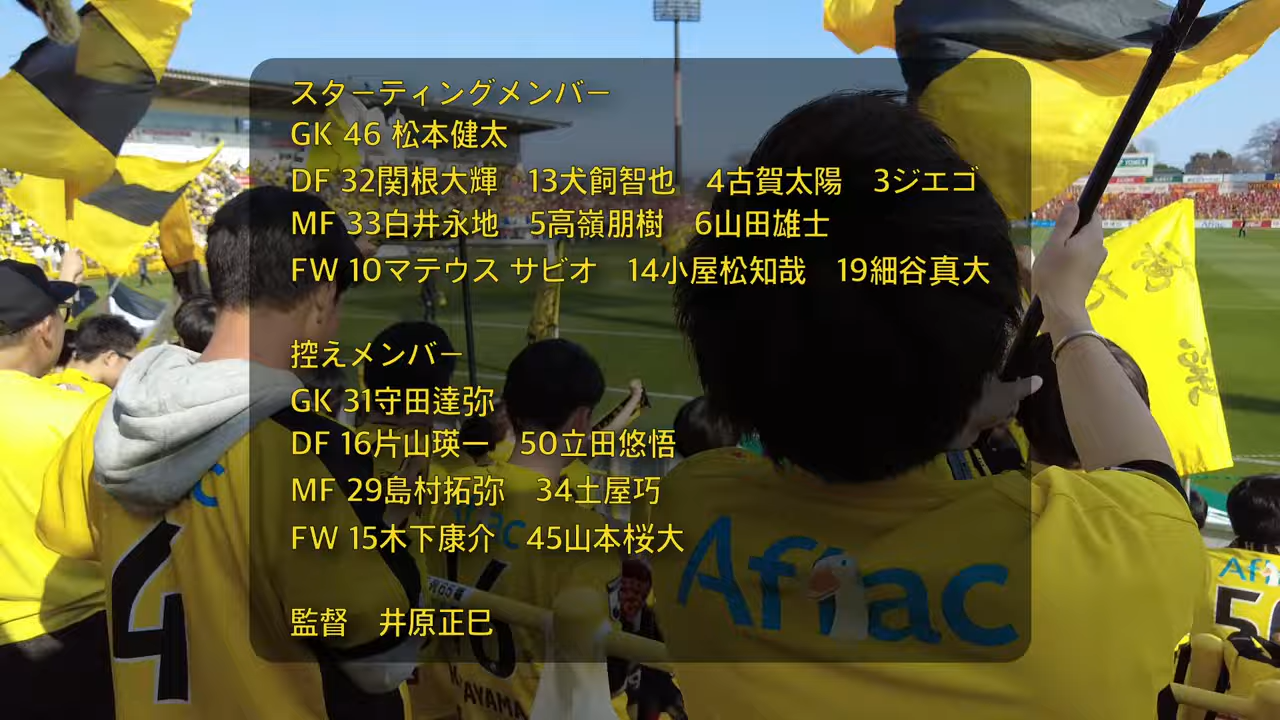 スターティングメンバー
GK 46 松本健太
DF 32関根大輝　13犬飼智也　4古賀太陽　3ジエゴ
MF 33白井永地　5高嶺朋樹　6山田雄士
FW 10マテウス サビオ　14小屋松知哉　19細谷真大
控えメンバー
GK 31守田達弥
DF 16片山瑛一　50立田悠悟
MF 29島村拓弥　34土屋巧
FW 15木下康介　45山本桜大
監督　井原正巳
Aflac
4
16
AYAMA
Afl
50